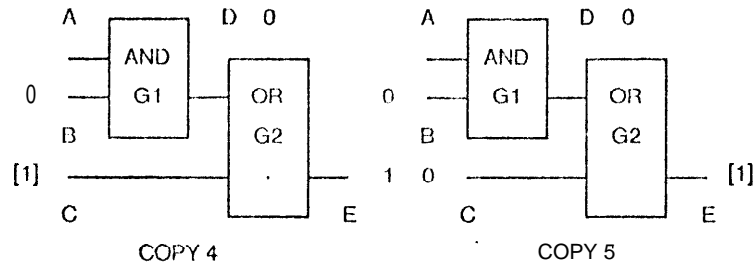 A D 0 A D 0
AND AND
0 G1 OR 0 G1 OR
B G2 B G2
[1] 1 0 [1]
C E C E
COPY 4 COPY 5